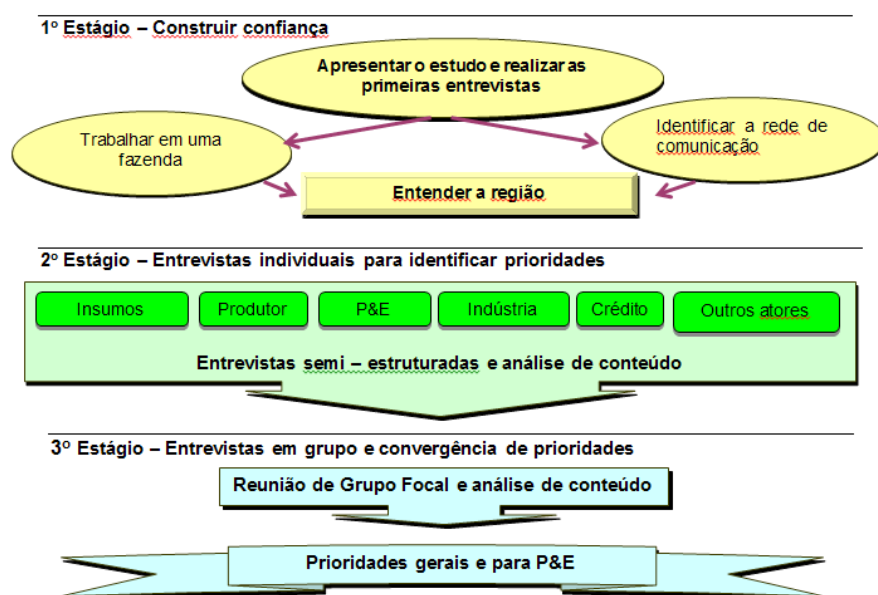 1º Estágio – Construir confiança
Apresentar o estudo e realizar as
primeiras entrevistas
Trabalhar em uma
fazenda
Identificar a rede de
comunicação
Entender a região
2º Estágio – Entrevistas individuais para identificar prioridades
Insumos
Produtor
P&E
Indústria
Crédito
Outros atores
Entrevistas semi – estruturadas e análise de conteúdo
3º Estágio – Entrevistas em grupo e convergência de prioridades
Reunião de Grupo Focal e análise de conteúdo
Prioridades gerais e para P&E